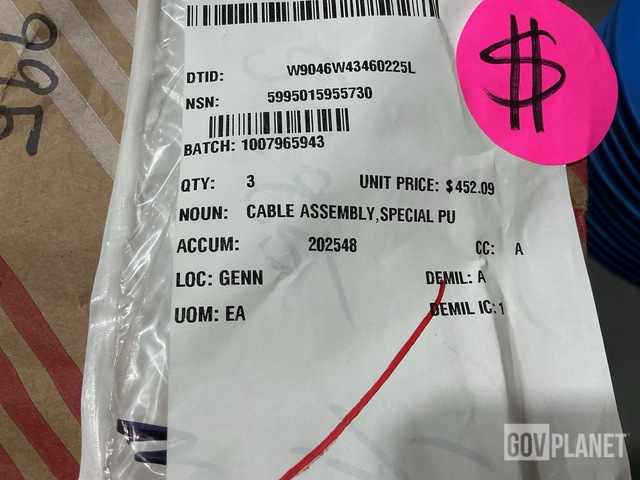 995
$
DTID: W9046W43460225L
NSN: 5995015955730
BATCH: 1007965943
QTY: 3 UNIT PRICE: $452.09
NOUN: CABLE ASSEMBLY,SPECIAL PU
ACCUM: 202548 CC: A
LOC: GENN DEMIL: A
UOM: EA DEMIL IC: 1
GOVPLANET